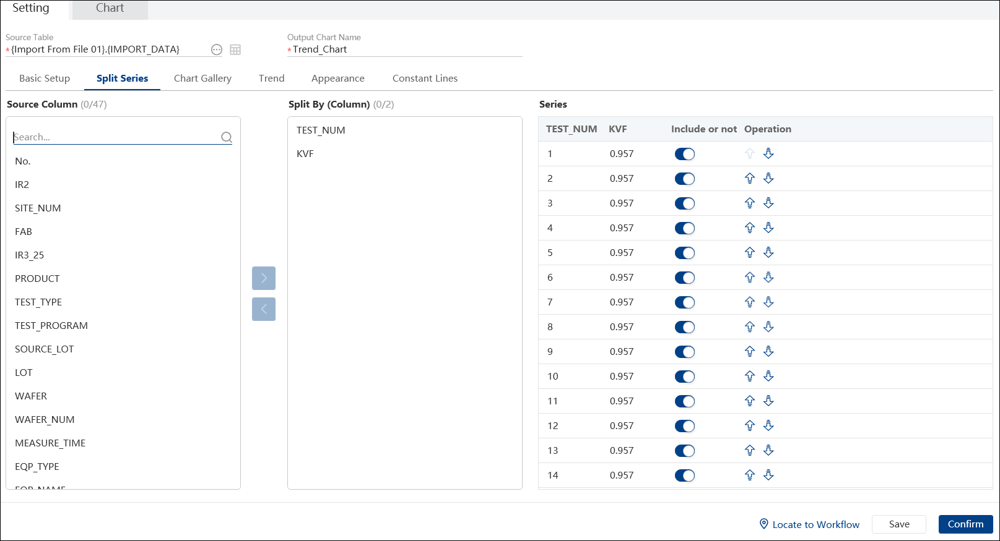 Setting Chart
Source Table
*{Import From File 01}.{IMPORT_DATA}
Output Chart Name
*Trend_Chart
Basic Setup Split Series Chart Gallery Trend Appearance Constant Lines
Source Column (0/47)
Search...
No.
IR2
SITE_NUM
FAB
IR3_25
PRODUCT
TEST_TYPE
TEST_PROGRAM
SOURCE_LOT
LOT
WAFER
WAFER_NUM
MEASURE_TIME
EQP_TYPE
EQP_NAME
Split By (Column) (0/2)
TEST_NUM
KVF
Series
TEST_NUM KVF Include or not Operation
1 0.957
2 0.957
3 0.957
4 0.957
5 0.957
6 0.957
7 0.957
8 0.957
9 0.957
10 0.957
11 0.957
12 0.957
13 0.957
14 0.957
Locate to Workflow Save Confirm